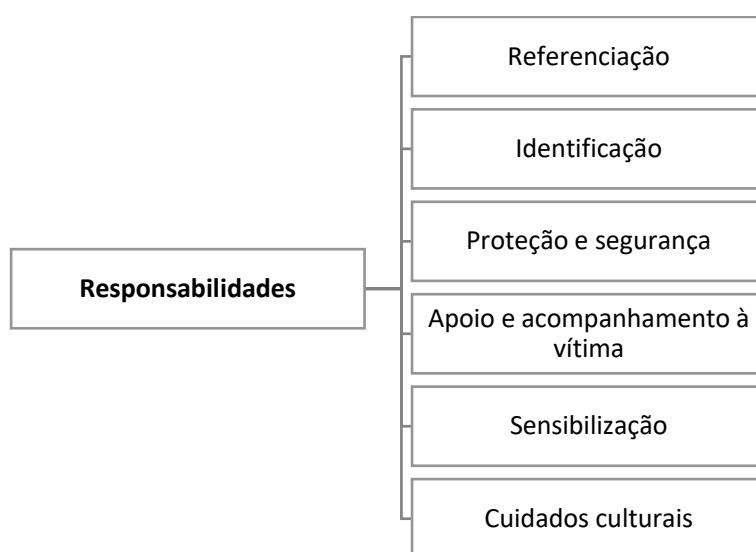 Responsabilidades
Referenciação
Identificação
Proteção e segurança
Apoio e acompanhamento à
vítima
Sensibilização
Cuidados culturais